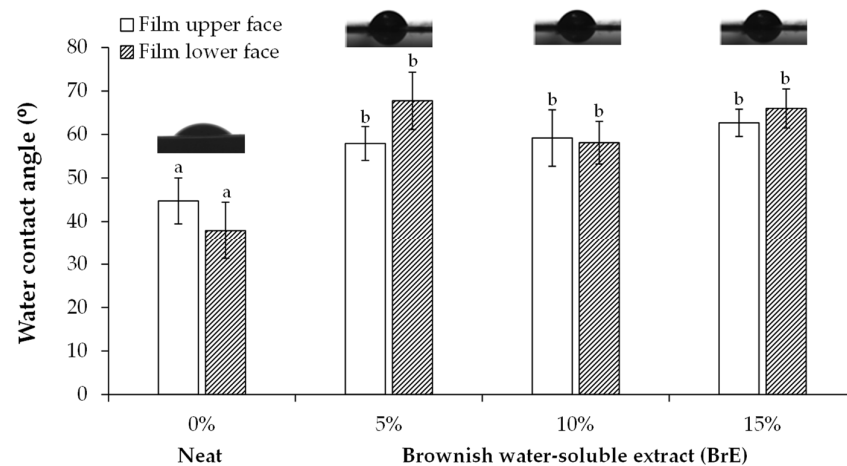 Film upper face
Film lower face
Water contact angle (º)
80
70
60
50
40
30
20
10
0
a
a
b
b
b
b
b
b
0%
5%
10%
15%
Neat
Brownish water-soluble extract (BrE)